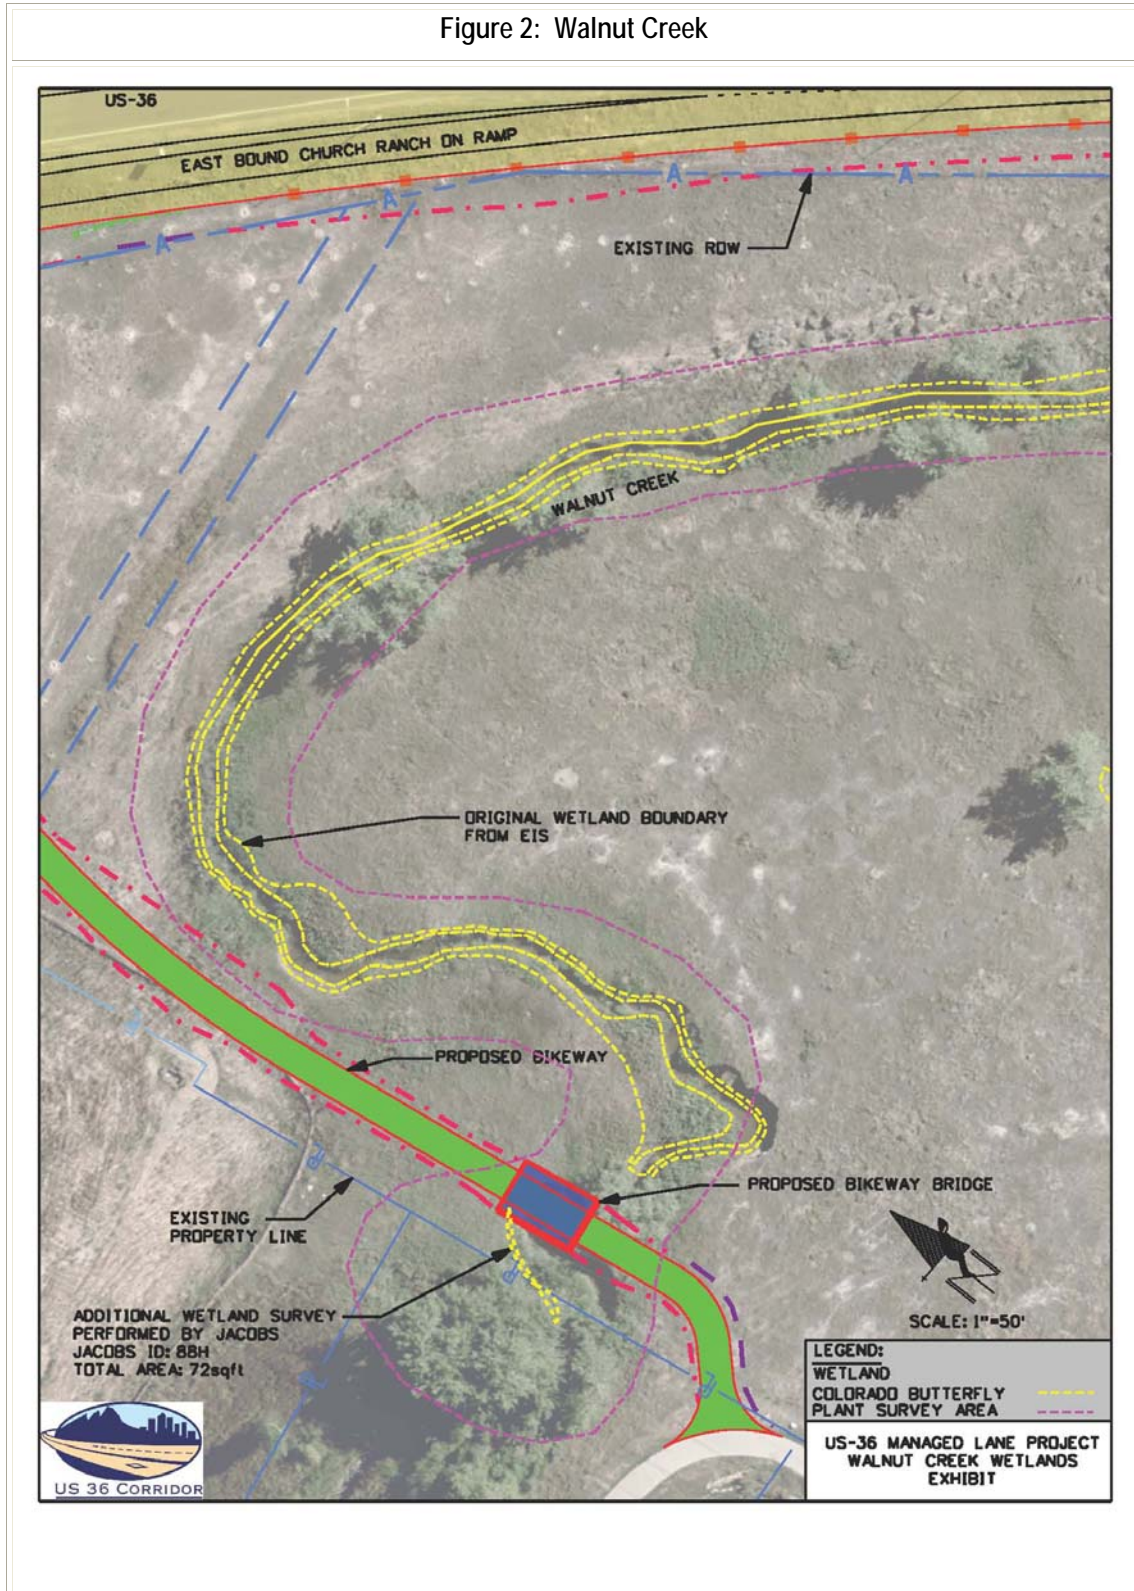 Figure 2: Walnut Creek
US-36
EAST BOUND CHURCH RANCH ON RAMP
A
A
A
A
EXISTING ROW
WALNUT CREEK
ORIGINAL WETLAND BOUNDARY
FROM EIS
PROPOSED BIKEWAY
PROPOSED BIKEWAY BRIDGE
EXISTING
PROPERTY LINE
ADDITIONAL WETLAND SURVEY
PERFORMED BY JACOBS
JACOBS ID: 88H
TOTAL AREA: 72sqft
SCALE: 1"=50'
LEGEND:
WETLAND
COLORADO BUTTERFLY
PLANT SURVEY AREA
US-36 MANAGED LANE PROJECT
WALNUT CREEK WETLANDS
EXHIBIT
US 36 CORRIDOR